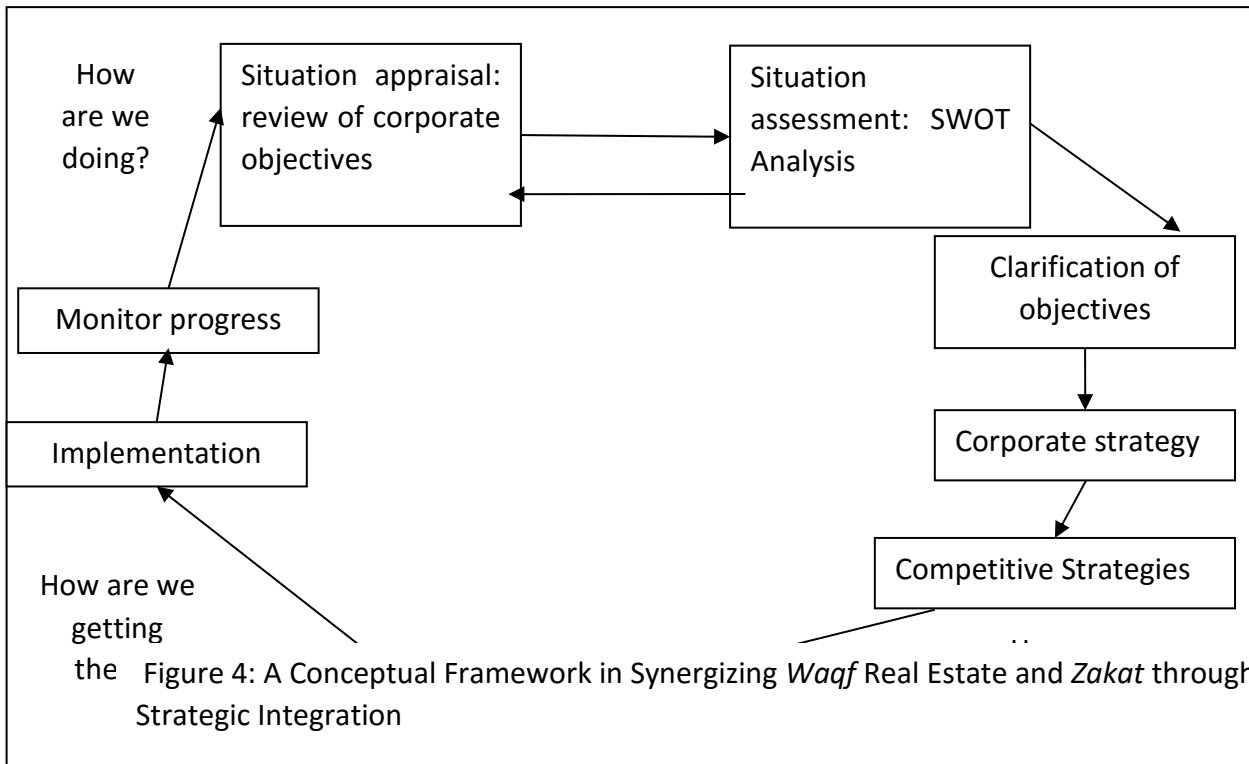 How
are we
doing?
Situation appraisal:
review of corporate
objectives
Situation
assessment: SWOT
Analysis
Clarification of
objectives
Monitor progress
Corporate strategy
Implementation
Competitive Strategies
How are we
getting
the
Figure 4: A Conceptual Framework in Synergizing Waqf Real Estate and Zakat through
Strategic Integration